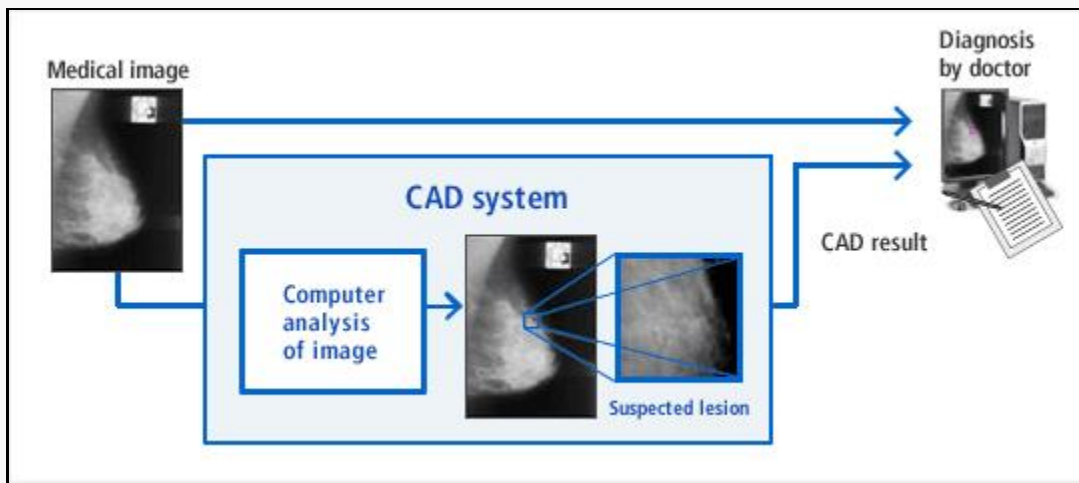 Medical image
Diagnosis
by doctor
CAD system
Computer
analysis
of image
Suspected lesion
CAD result